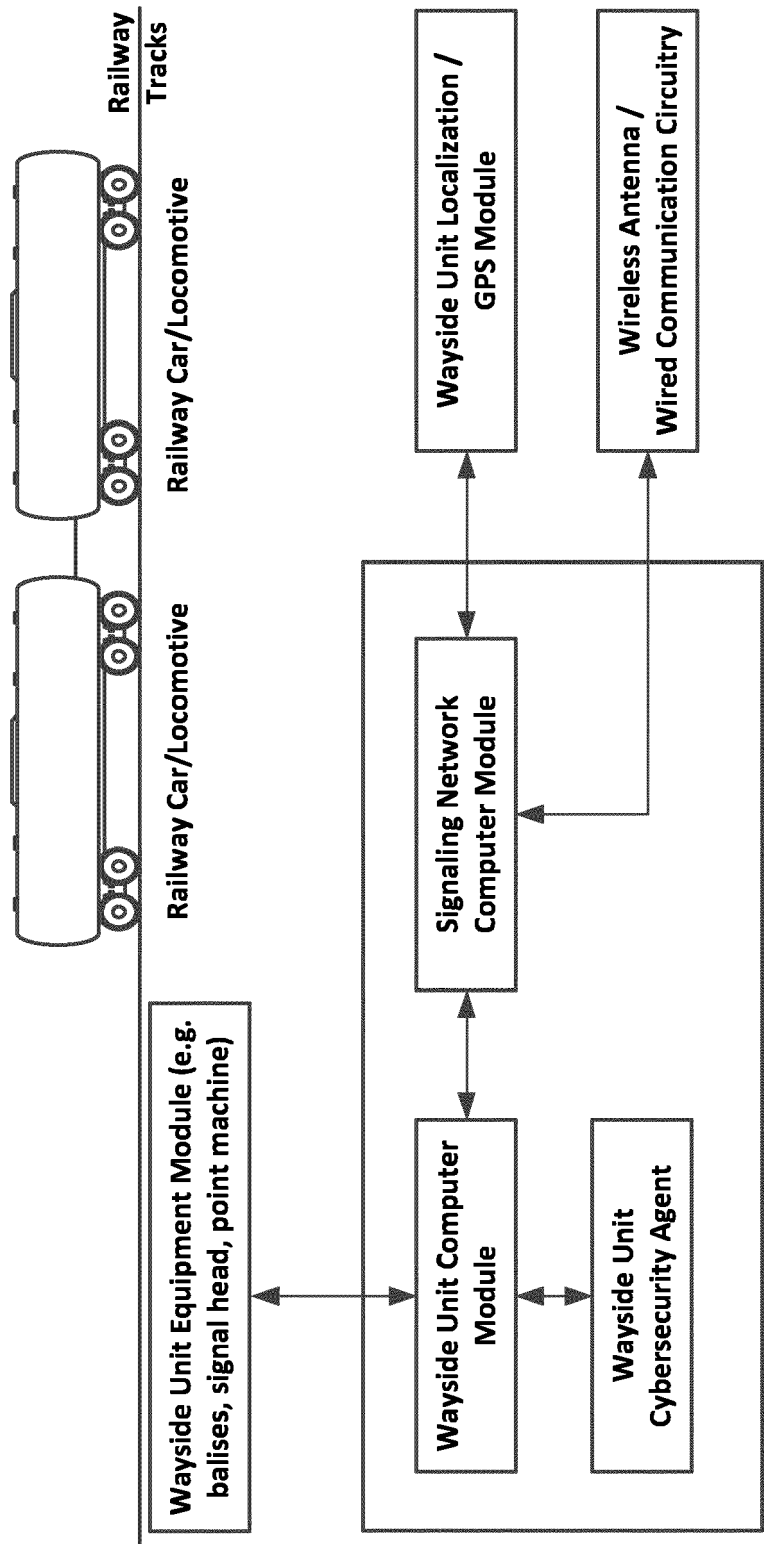 Railway
Tracks
Railway Car/Locomotive
Railway Car/Locomotive
Wayside Unit Equipment Module (e.g.
balises, signal head, point machine)
Wayside Unit Computer
Module
Signaling Network
Computer Module
Wayside Unit Localization /
GPS Module
Wayside Unit
Cybersecurity Agent
Wireless Antenna /
Wired Communication Circuitry